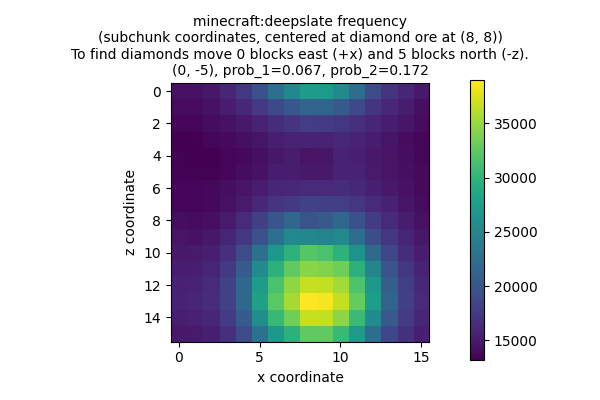 minecraft:deepslate frequency
(subchunk coordinates, centered at diamond ore at (8, 8))
To find diamonds move 0 blocks east (+x) and 5 blocks north (-z).
(0, -5), prob_1=0.067, prob_2=0.172
0
2
4
6
8
10
12
14
z coordinate
0 5 10 15
x coordinate
35000
30000
25000
20000
15000